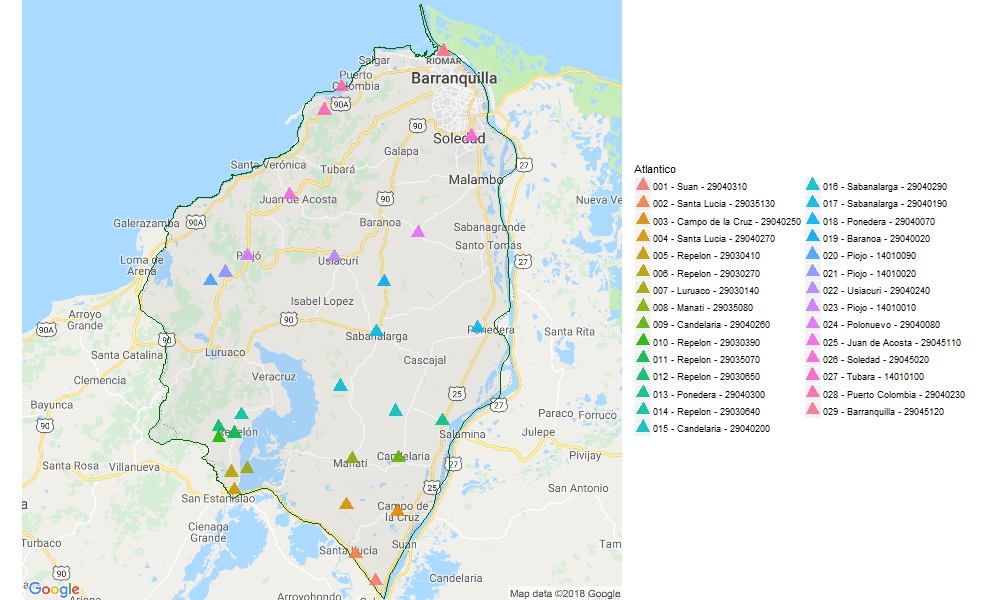 Salgar
RIOMAR
Puerto
Colombia
Barranquilla
90A
90
Soledad
Galapa
27
Santa Verónica
Tubará
Malambo
Juan de Acosta
90
Nueva Ve
Galerazamba
90A
Baranoa
Sabanagrande
Santo Tomás
Loma de
Arena
Piojó
Usiacurí
27
Isabel Lopez
Arroyo
Grande
90A
90
90
Sabanalarga
Ponedera
Santa Rita
Santa Catalina
Luruaco
Cascajal
Clemencia
Veracruz
25
27
Bayunca
90
Paraco
Forruco
Repelón
Salamina
Julepe
Santa Rosa
Villanueva
Manatí
Candelaria
27
Pivijay
San Estanislao
25
San Antonio
Campo de
la Cruz
Cienaga
Grande
Turbaco
Santa Lucía
Suan
Tam
90
Candelaria
Arroyohondo
Google
Map data ©2018 Google
Atlantico
001 - Suan - 29040310
002 - Santa Lucia - 29035130
003 - Campo de la Cruz - 29040250
004 - Santa Lucia - 29040270
005 - Repelon - 29030410
006 - Repelon - 29030270
007 - Luruaco - 29030140
008 - Manati - 29035080
009 - Candelaria - 29040260
010 - Repelon - 29030390
011 - Repelon - 29035070
012 - Repelon - 29030650
013 - Ponedera - 29040300
014 - Repelon - 29030640
015 - Candelaria - 29040200
016 - Sabanalarga - 29040290
017 - Sabanalarga - 29040190
018 - Ponedera - 29040070
019 - Baranoa - 29040020
020 - Piojo - 14010090
021 - Piojo - 14010020
022 - Usiacuri - 29040240
023 - Piojo - 14010010
024 - Polonuevo - 29040080
025 - Juan de Acosta - 29045110
026 - Soledad - 29045020
027 - Tubara - 14010100
028 - Puerto Colombia - 29040230
029 - Barranquilla - 29045120